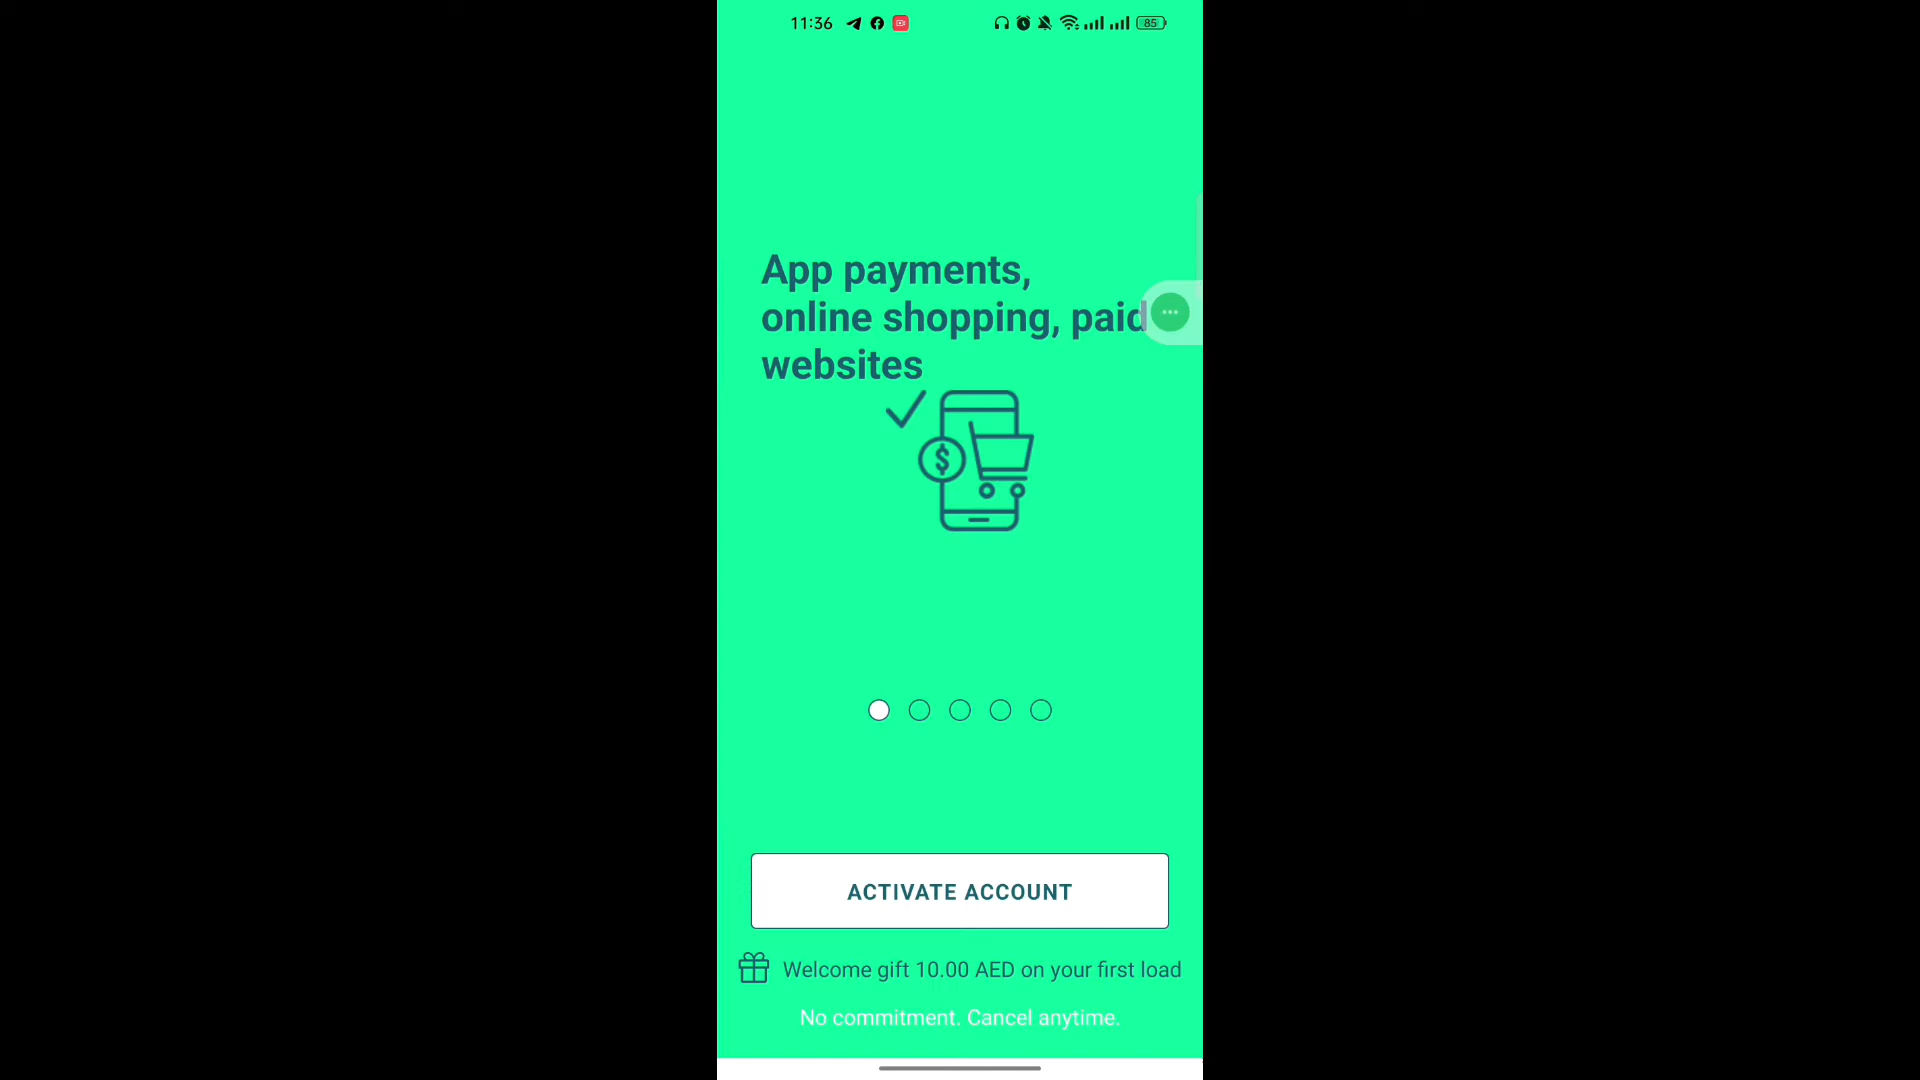 11:36
85
App payments,
online shopping, paid
websites
$
ACTIVATE ACCOUNT
Welcome gift 10.00 AED on your first load
No commitment. Cancel anytime.